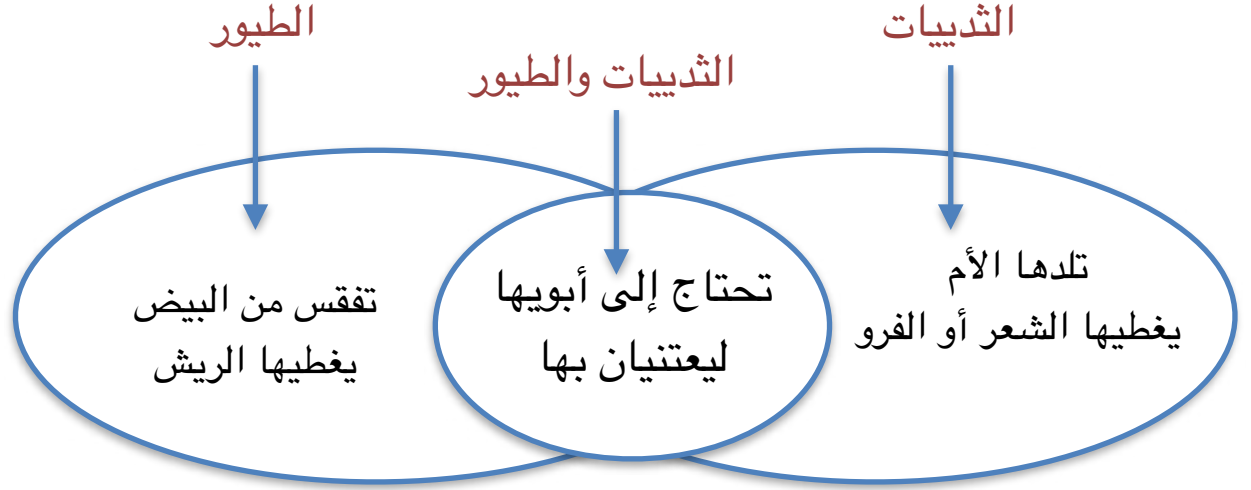 الثدييات
الثدييات والطيور
الطيور
تلدها الأم
يغطيها الشعر أو الفرو
تحتاج إلى أبويها
ليعتنيان بها
تفقس من البيض
يغطيها الريش